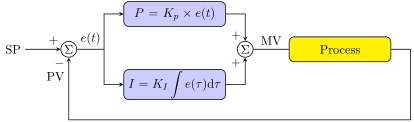 P = K_p × e(t)
SP + Σ e(t) + Σ MV Process
− +
PV
I = K_I ∫ e(τ)dτ